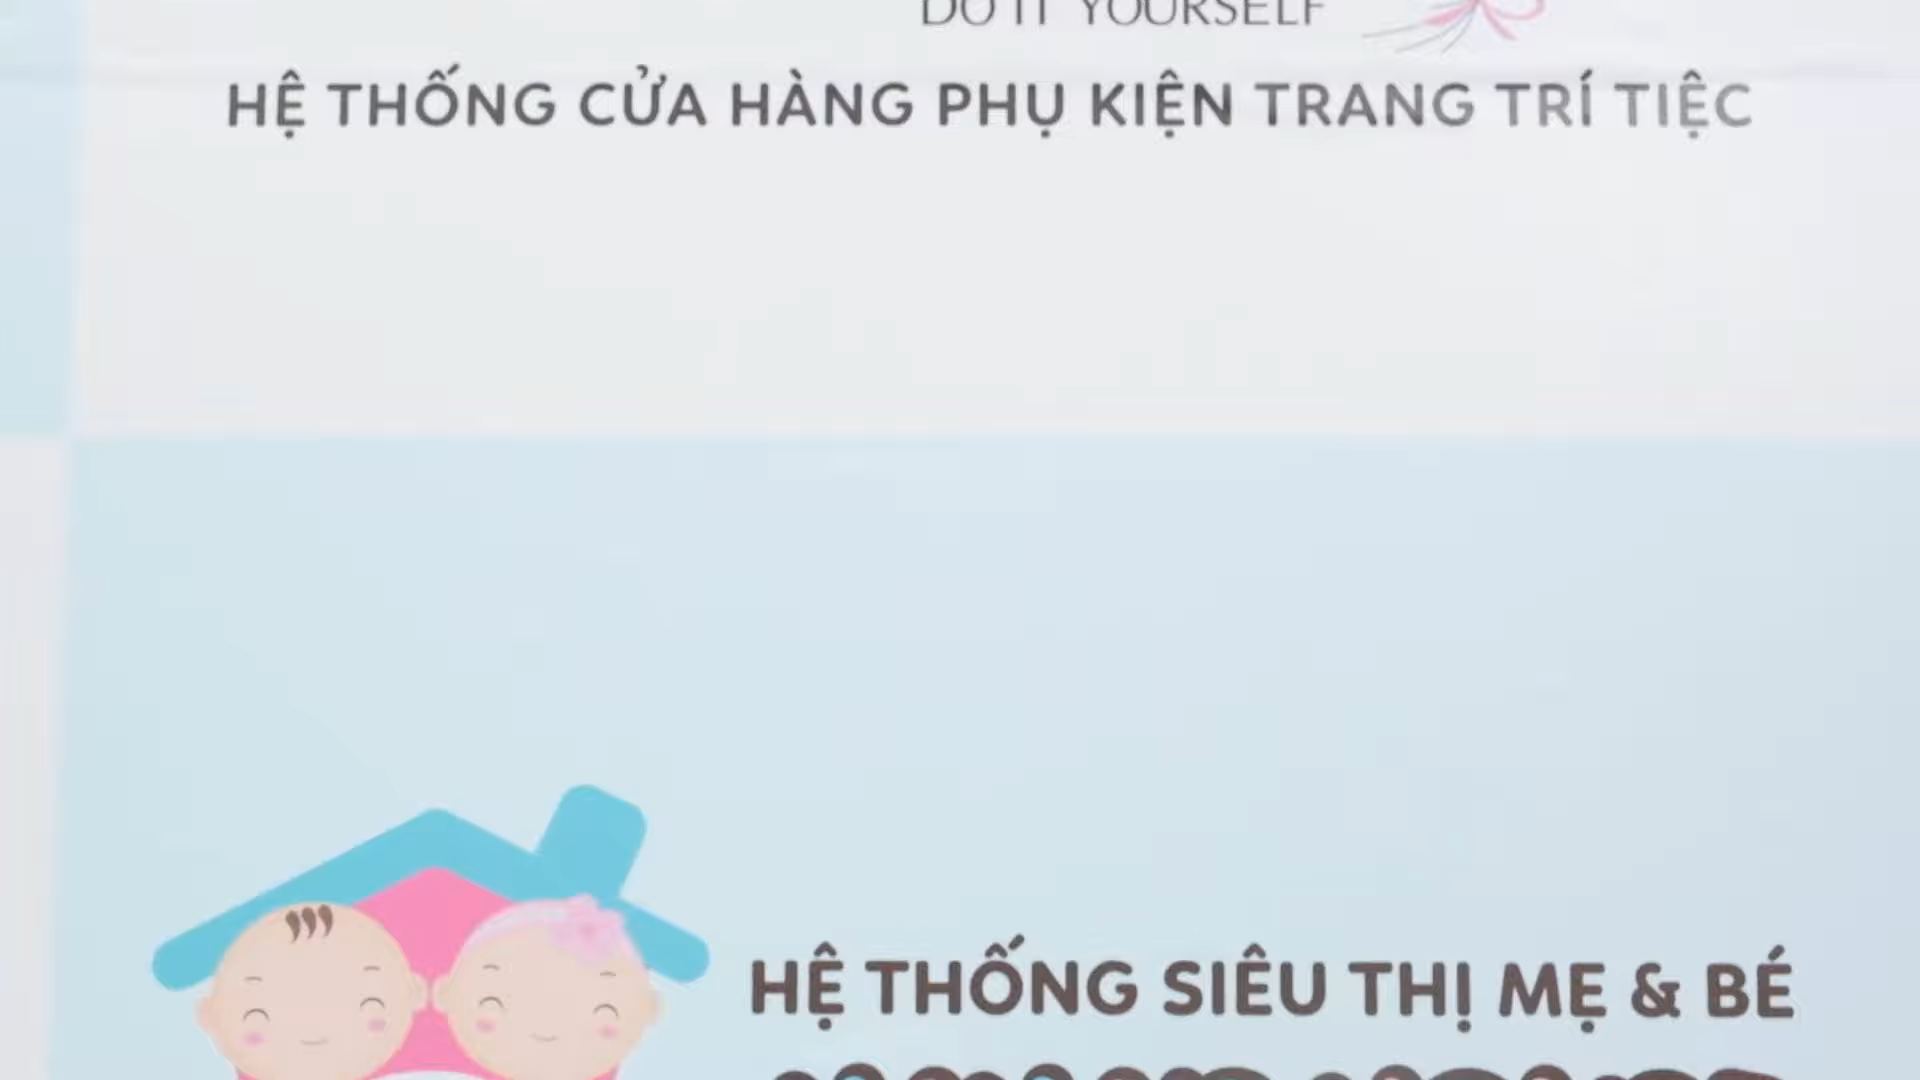 DO IT YOURSELF
HỆ THỐNG CỬA HÀNG PHỤ KIỆN TRANG TRÍ TIỆC
HỆ THỐNG SIÊU THỊ MẸ & BÉ